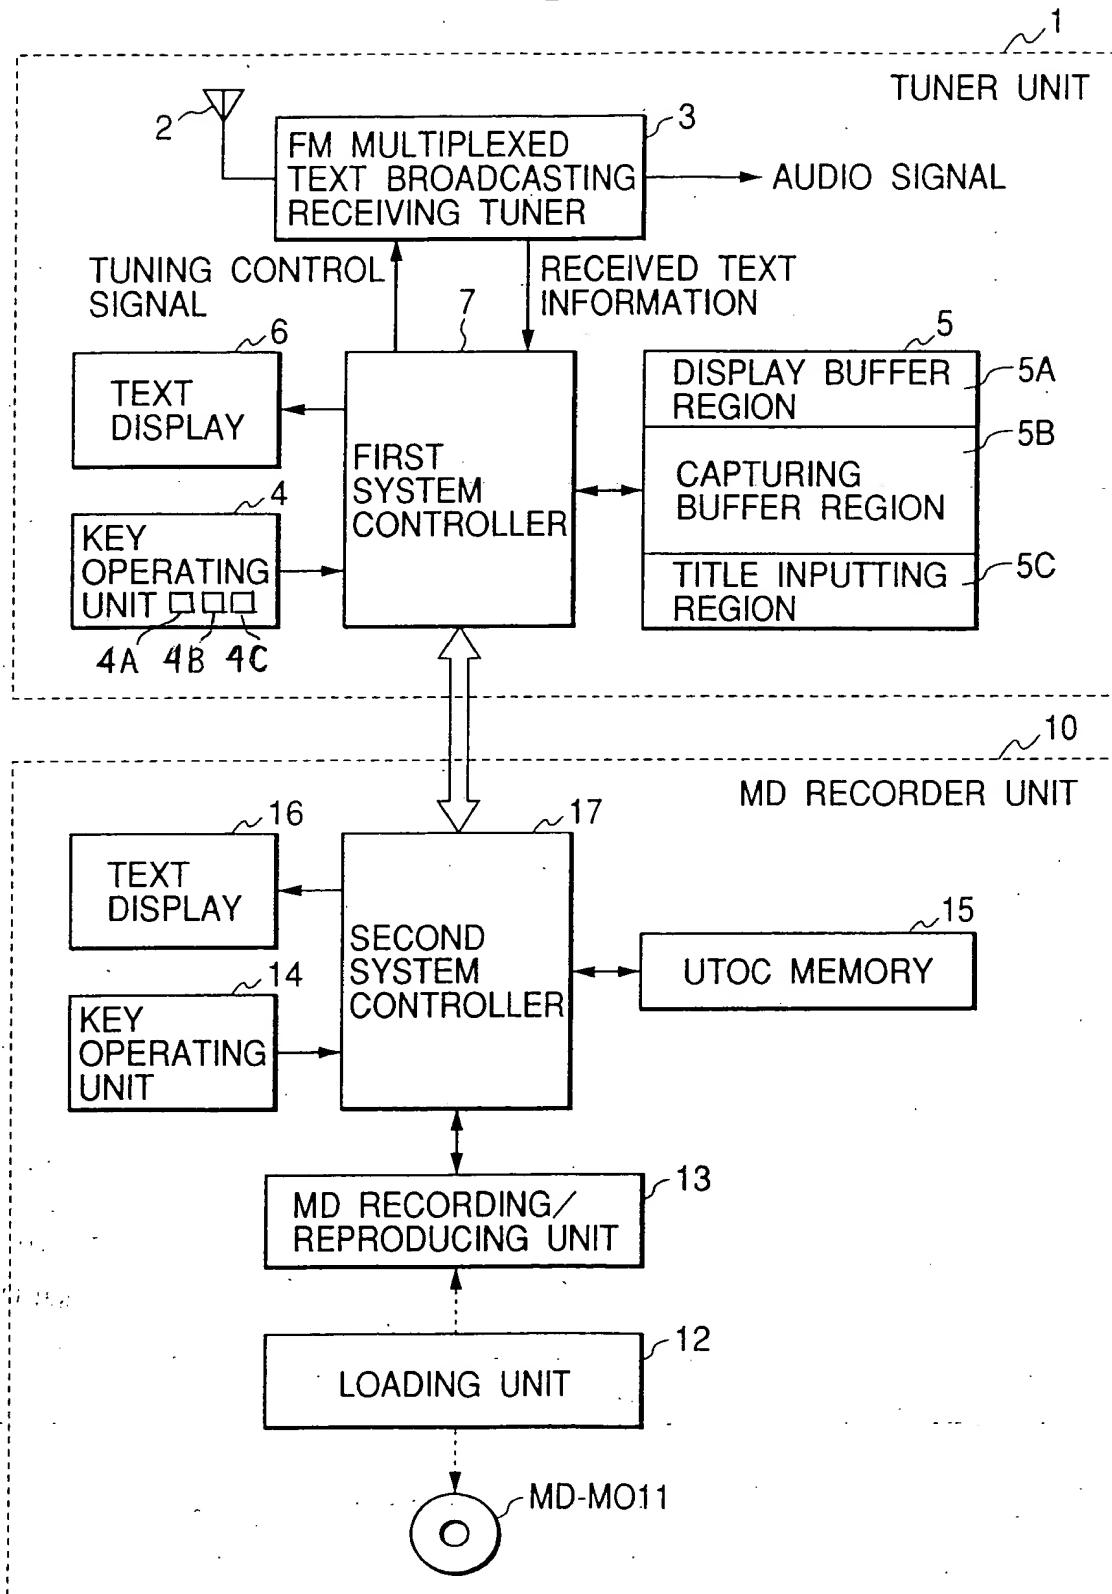 1
TUNER UNIT
2
3
FM MULTIPLEXED
TEXT BROADCASTING
RECEIVING TUNER
AUDIO SIGNAL
TUNING CONTROL
SIGNAL
RECEIVED TEXT
INFORMATION
7
6
TEXT
DISPLAY
FIRST
SYSTEM
CONTROLLER
5
DISPLAY BUFFER
REGION
5A
5B
CAPTURING
BUFFER REGION
TITLE INPUTTING
REGION
5C
4
KEY
OPERATING
UNIT
4A 4B 4C
10
MD RECORDER UNIT
16
TEXT
DISPLAY
17
SECOND
SYSTEM
CONTROLLER
15
UTOC MEMORY
14
KEY
OPERATING
UNIT
13
MD RECORDING/
REPRODUCING UNIT
12
LOADING UNIT
MD-MO11